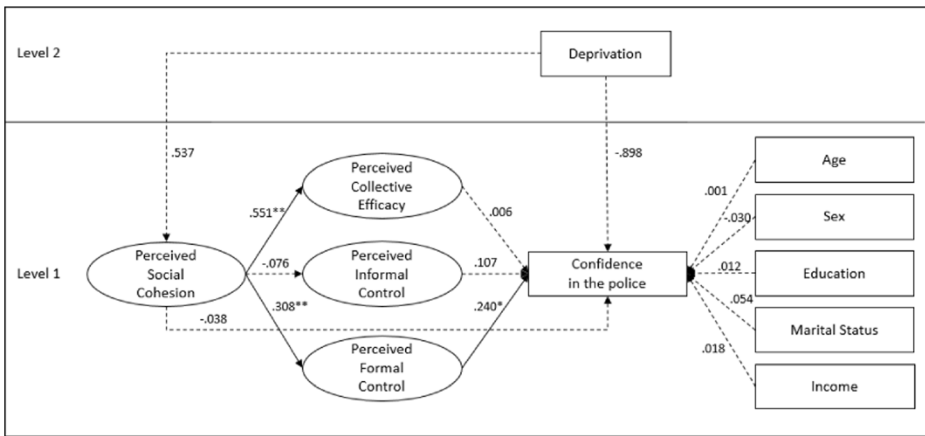 Level 2
Deprivation
.537
-.898
Perceived
Collective
Efficacy
Age
.001
.551**
.006
-.030
Sex
Level 1
Perceived
Social
Cohesion
-.076
Perceived
Informal
Control
.107
Confidence
in the police
.012
Education
.308**
.240*
.054
-.038
Marital Status
.018
Perceived
Formal
Control
Income